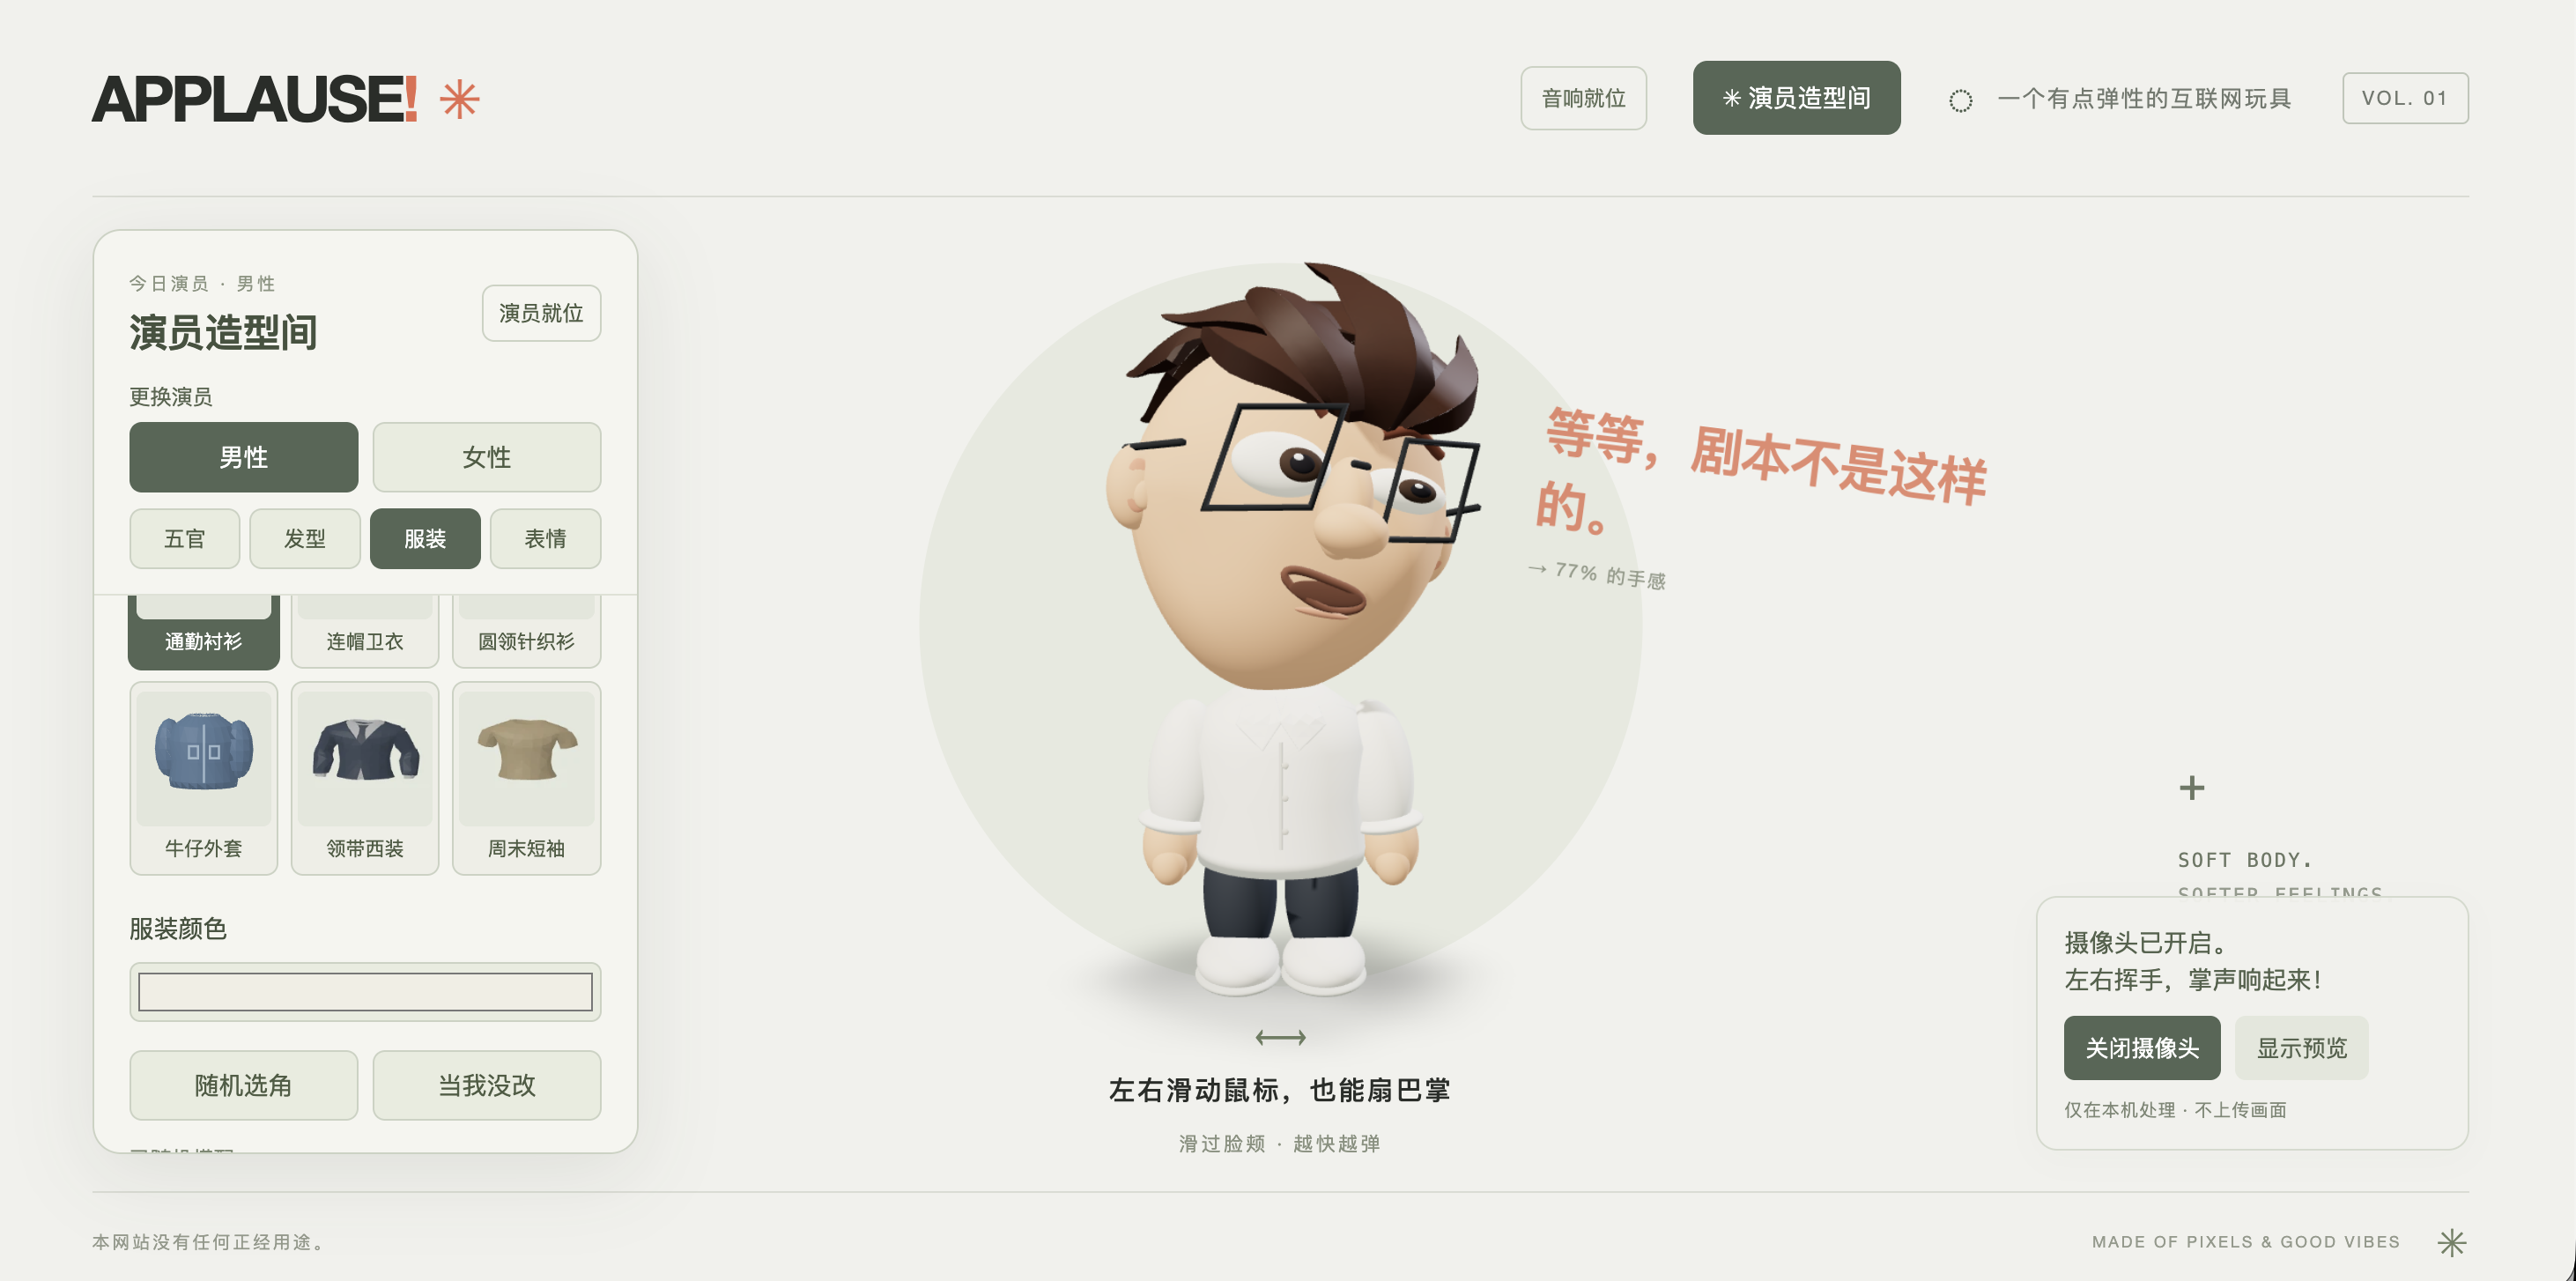 APPLAUSE! ✳
音响就位
✳ 演员造型间
一个有点弹性的互联网玩具
VOL. 01
今日演员 · 男性
演员造型间
演员就位
更换演员
男性
女性
五官
发型
服装
表情
通勤衬衫
连帽卫衣
圆领针织衫
牛仔外套
领带西装
周末短袖
服装颜色
随机选角
当我没改
等等，剧本不是这样
的。
→ 77% 的手感
左右滑动鼠标，也能扇巴掌
滑过脸颊 · 越快越弹
+
SOFT BODY.
SOFTER FEELINGS.
摄像头已开启。
左右挥手，掌声响起来！
关闭摄像头
显示预览
仅在本机处理 · 不上传画面
本网站没有任何正经用途。
MADE OF PIXELS & GOOD VIBES